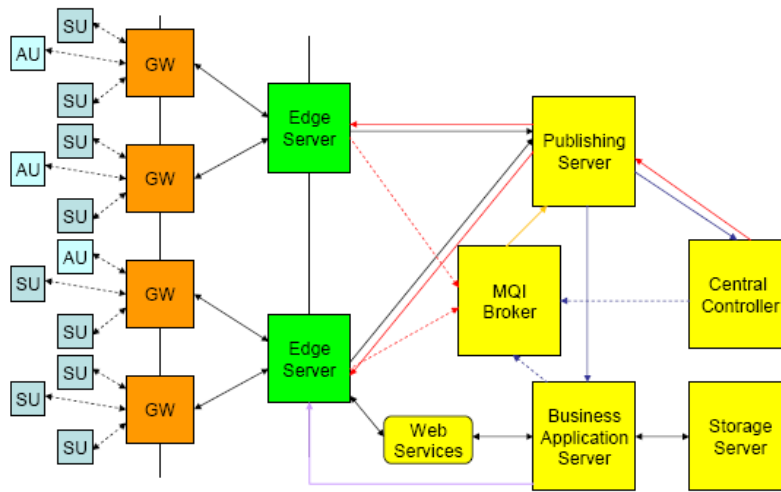 SU
AU
SU
GW
SU
AU
SU
GW
AU
SU
SU
GW
SU
SU
SU
GW
Edge
Server
Edge
Server
Publishing
Server
MQI
Broker
Central
Controller
Web
Services
Business
Application
Server
Storage
Server